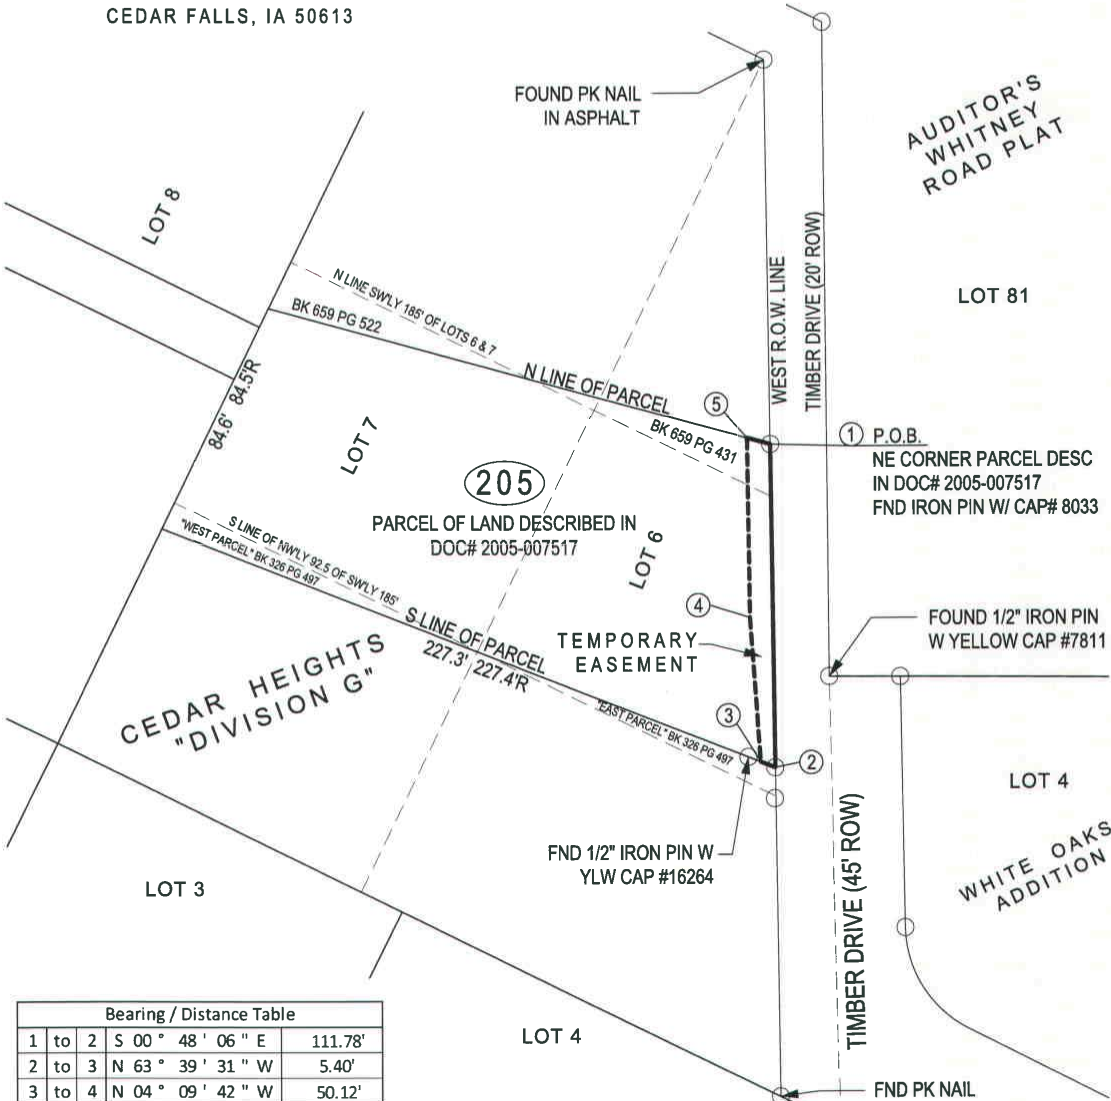 CEDAR FALLS, IA 50613
FOUND PK NAIL
IN ASPHALT
AUDITOR'S
WHITNEY
ROAD PLAT
LOT 8
WEST R.O.W. LINE
TIMBER DRIVE (20' ROW)
LOT 81
N LINE SW'LY 185' OF LOTS 6 & 7
BK 659 PG 522
N LINE OF PARCEL
BK 659 PG 431
84.6' 84.5'R
LOT 7
5
1 P.O.B.
NE CORNER PARCEL DESC
IN DOC# 2005-007517
FND IRON PIN W/ CAP# 8033
205
PARCEL OF LAND DESCRIBED IN
DOC# 2005-007517
LOT 6
S LINE OF NW'LY 92.5 OF SW'LY 185'
"WEST PARCEL" BK 326 PG 497
S LINE OF PARCEL
227.3' 227.4'R
4
TEMPORARY
EASEMENT
FOUND 1/2" IRON PIN
W YELLOW CAP #7811
CEDAR HEIGHTS
"DIVISION G"
"EAST PARCEL" BK 326 PG 497
3
2
LOT 4
WHITE OAKS
ADDITION
FND 1/2" IRON PIN W
YLW CAP #16264
TIMBER DRIVE (45' ROW)
LOT 3
LOT 4
FND PK NAIL
Bearing / Distance Table
1 to 2 S 00 ° 48 ' 06 " E 111.78'
2 to 3 N 63 ° 39 ' 31 " W 5.40'
3 to 4 N 04 ° 09 ' 42 " W 50.12'